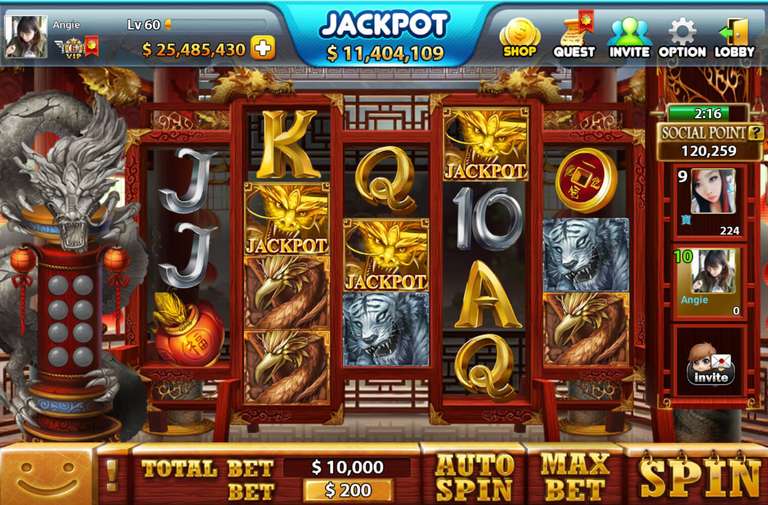 Angie
Lv 60
VIP
$ 25,485,430
JACKPOT
$ 11,404,109
SHOP
QUEST
INVITE
OPTION
LOBBY
2:16
SOCIAL POINT ?
120,259
9
224
10
Angie
0
invite
J
J
K
JACKPOT
Q
JACKPOT
JACKPOT
10
A
Q
!
TOTAL BET
$ 10,000
BET
$ 200
AUTO
SPIN
MAX
BET
SPIN